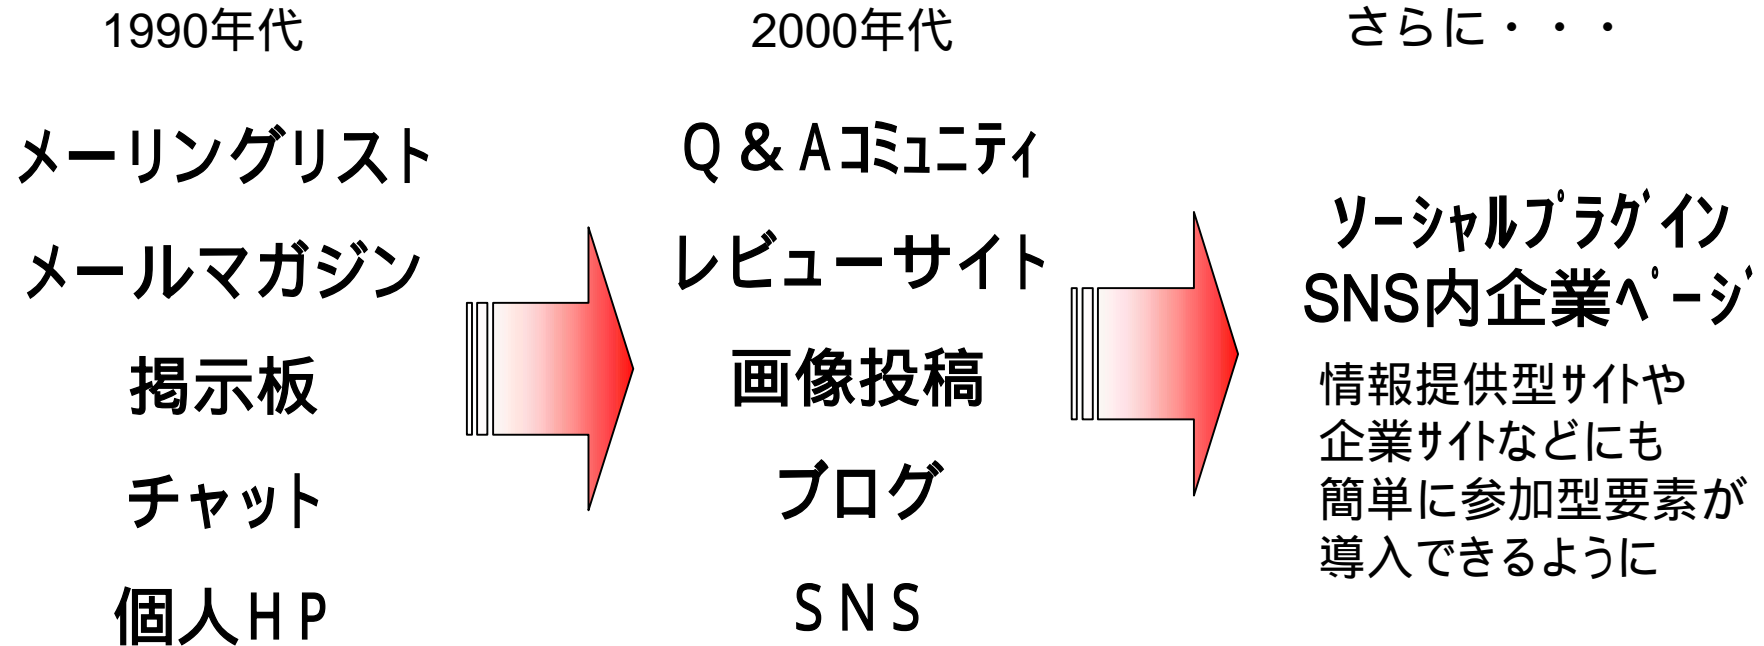 1990年代
メーリングリスト
メールマガジン
掲示板
チャット
個人ＨＰ
2000年代
Ｑ＆Ａｺﾐｭﾆﾃｨ
レビューサイト
画像投稿
ブログ
ＳＮＳ
さらに・・・
ｿｰｼｬﾙﾌﾟﾗｸﾞｲﾝ
SNS内企業ﾍﾟｰｼﾞ
情報提供型ｻｲﾄや
企業ｻｲﾄなどにも
簡単に参加型要素が
導入できるように